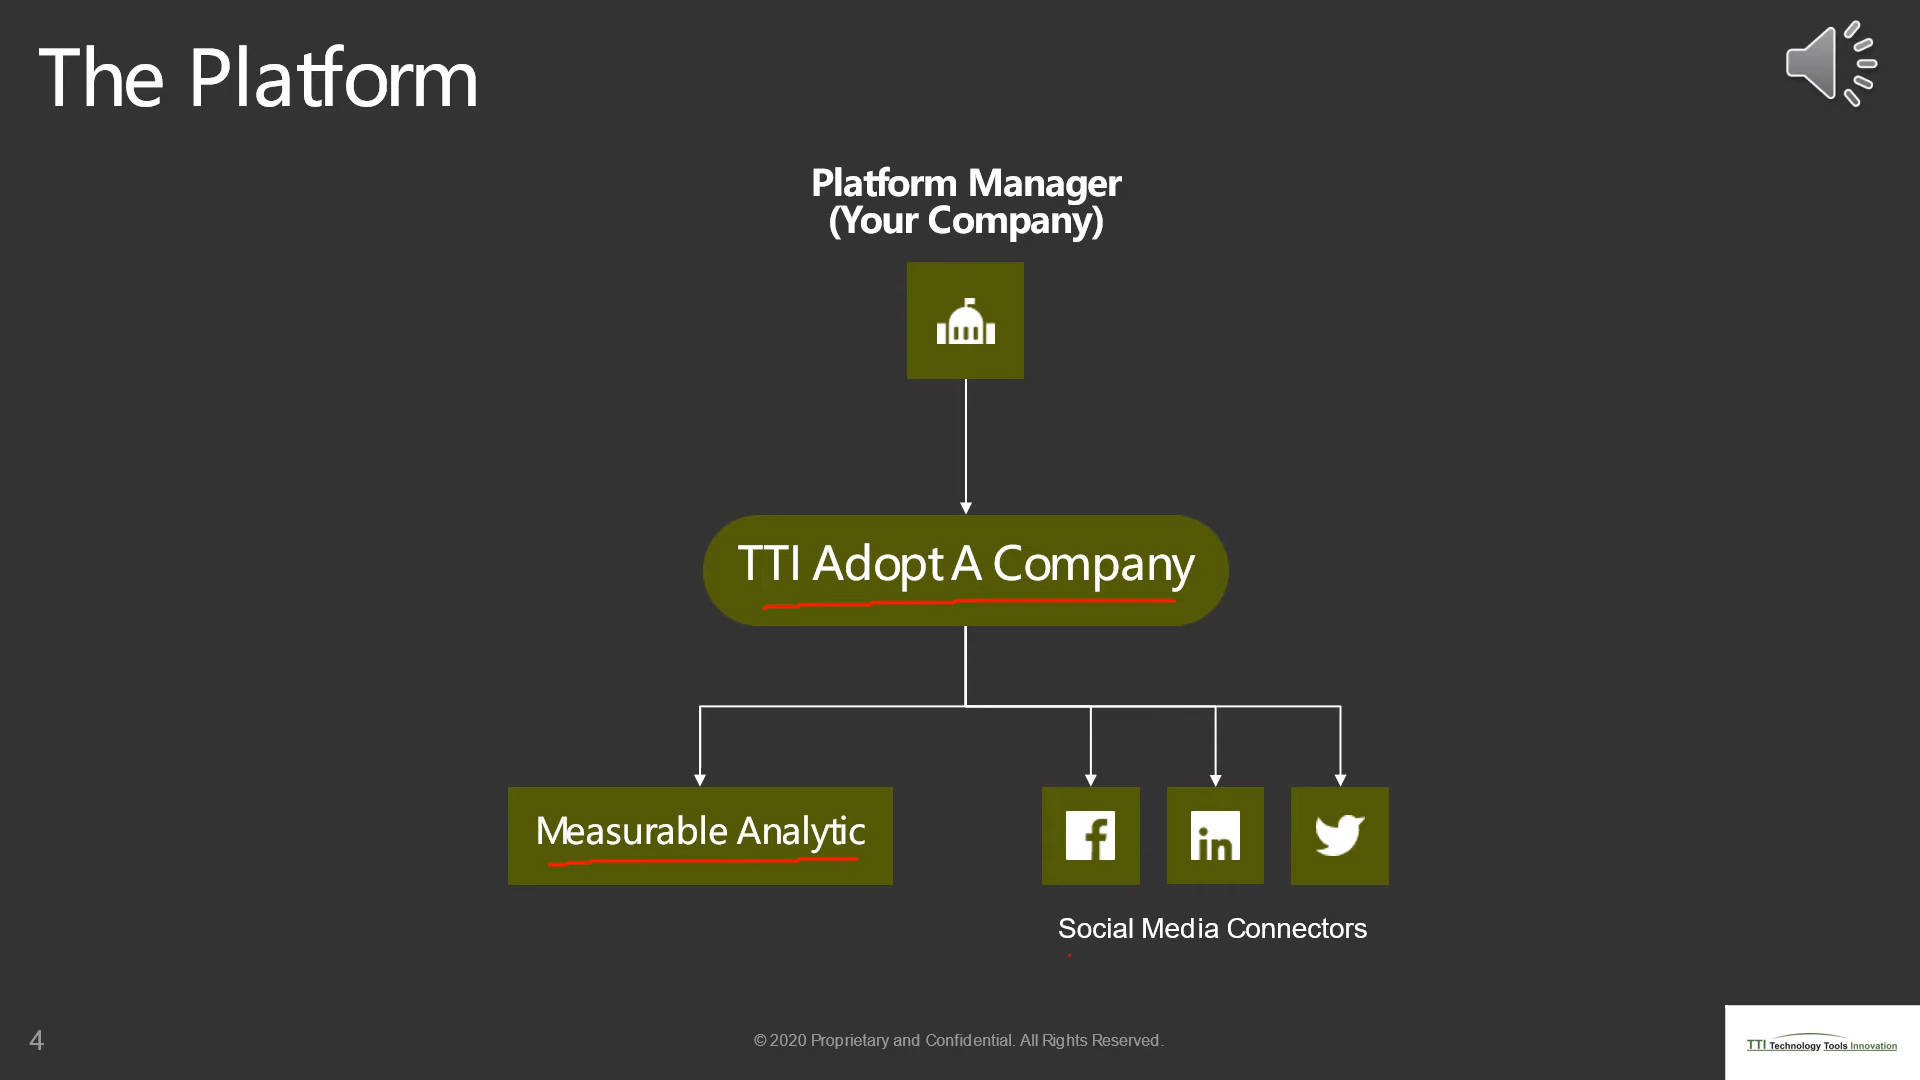 The Platform
Platform Manager
(Your Company)
TTI Adopt A Company
Measurable Analytic
Social Media Connectors
4
© 2020 Proprietary and Confidential. All Rights Reserved.
TTI Technology Tools Innovation